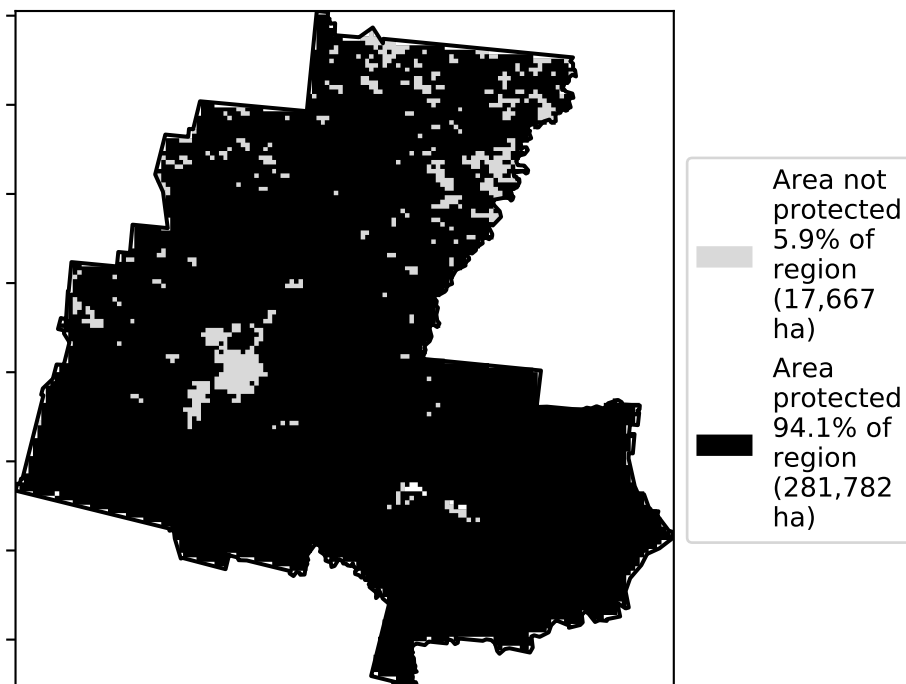 Area not
protected
5.9% of
region
(17,667
ha)
Area
protected
94.1% of
region
(281,782
ha)